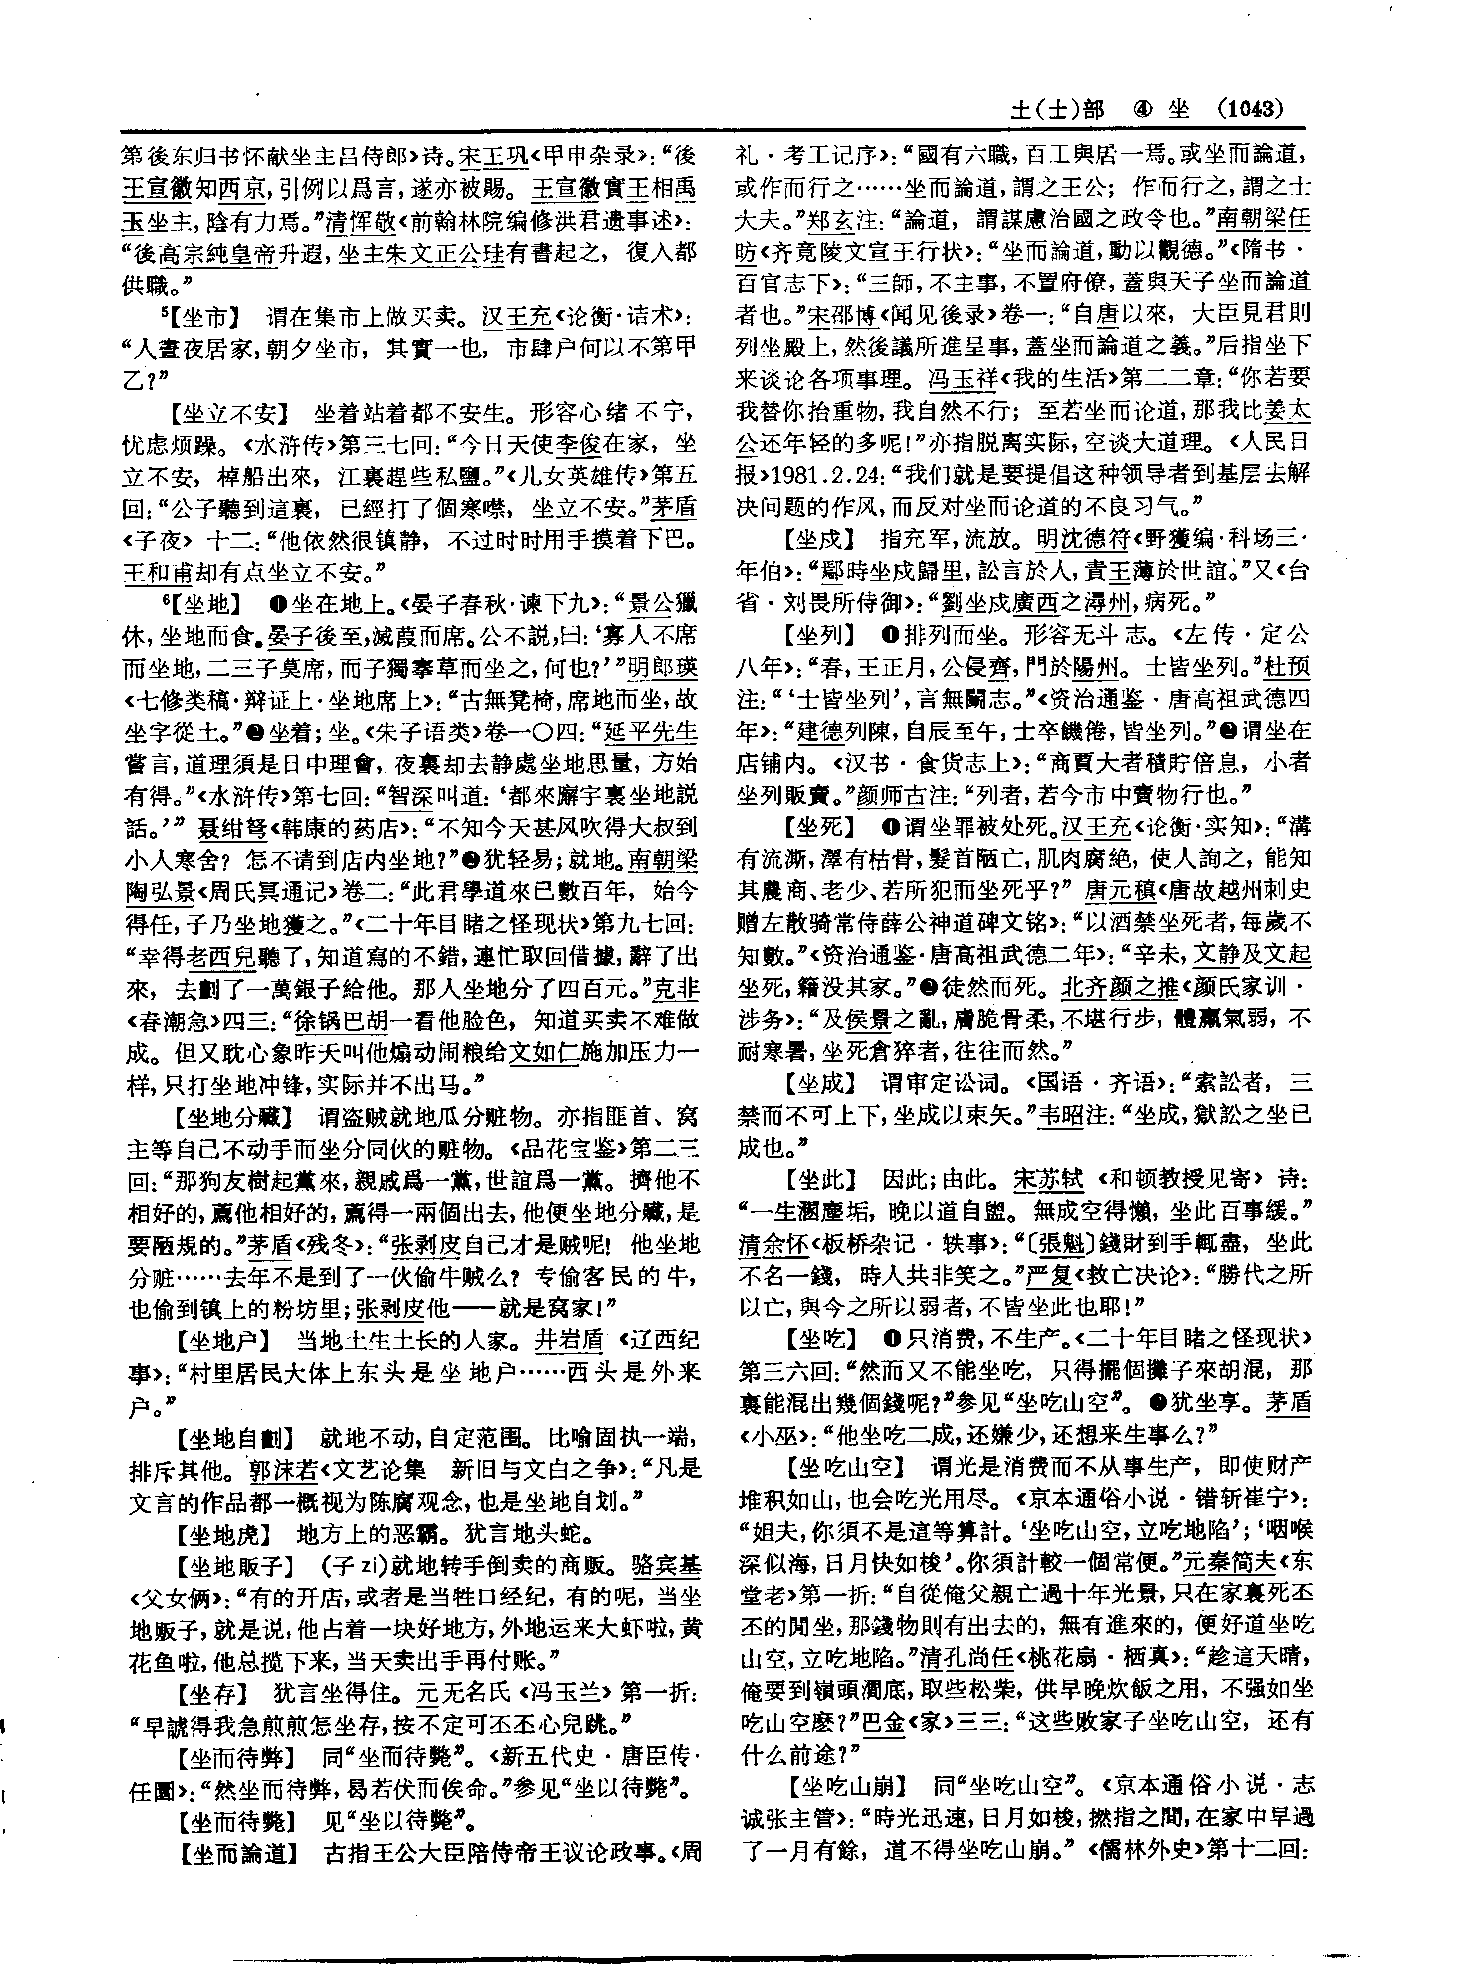 土(士)部　④　坐　(1043)
第後东归书怀献坐主吕侍郎》诗。宋王巩《甲申杂录》：“後
王宣徽知西京，引例以爲言，遂亦被賜。王宣徽實王相禹
玉坐主，陰有力焉。”清恽敬《前翰林院编修洪君遗事述》：
“後高宗純皇帝升遐，坐主朱文正公珪有書起之，復入都
供職。”
⁵【坐市】　谓在集市上做买卖。汉王充《论衡·诘术》：
“人晝夜居家，朝夕坐市，其實一也，市肆户何以不第甲
乙？”
【坐立不安】　坐着站着都不安生。形容心绪不宁，
忧虑烦躁。《水浒传》第三七回：“今日天使李俊在家，坐
立不安，棹船出來，江裏趕些私鹽。”《儿女英雄传》第五
回：“公子聽到這裏，已經打了個寒噤，坐立不安。”茅盾
《子夜》十二：“他依然很镇静，不过时时用手摸着下巴。
王和甫却有点坐立不安。”
⁶【坐地】　❶坐在地上。《晏子春秋·谏下九》：“景公獵
休，坐地而食。晏子後至，滅葭而席。公不説，曰：‘寡人不席
而坐地，二三子莫席，而子獨搴草而坐之，何也？’”明郎瑛
《七修类稿·辩证上·坐地席上》：“古無凳椅，席地而坐，故
坐字從土。”❷坐着；坐。《朱子语类》卷一〇四：“延平先生
嘗言，道理須是日中理會，夜裏却去静處坐地思量，方始
有得。”《水浒传》第七回：“智深叫道：‘都來廨宇裏坐地説
話。’”聂绀弩《韩康的药店》：“不知今天甚风吹得大叔到
小人寒舍？怎不请到店内坐地？”❸犹轻易；就地。南朝梁
陶弘景《周氏冥通记》卷二：“此君學道來已數百年，始今
得任，子乃坐地獲之。”《二十年目睹之怪现状》第九七回：
“幸得老西兒聽了，知道寫的不錯，連忙取回借據，辭了出
來，去劃了一萬銀子給他。那人坐地分了四百元。”克非
《春潮急》四三：“徐锅巴胡一看他脸色，知道买卖不难做
成。但又耽心象昨天叫他煽动闹粮给文如仁施加压力一
样，只打坐地冲锋，实际并不出马。”
【坐地分贓】　谓盗贼就地瓜分赃物。亦指匪首、窝
主等自己不动手而坐分同伙的赃物。《品花宝鉴》第二三
回：“那狗友樹起黨來，親戚爲一黨，世誼爲一黨。擠他不
相好的，薦他相好的，薦得一兩個出去，他便坐地分贓，是
要陋規的。”茅盾《残冬》：“张剥皮自己才是贼呢！他坐地
分赃……去年不是到了一伙偷牛贼么？专偷客民的牛，
也偷到镇上的粉坊里；张剥皮他——就是窝家！”
【坐地户】　当地土生土长的人家。井岩盾《辽西纪
事》：“村里居民大体上东头是坐地户……西头是外来
户。”
【坐地自劃】　就地不动，自定范围。比喻固执一端，
排斥其他。郭沫若《文艺论集　新旧与文白之争》：“凡是
文言的作品都一概视为陈腐观念，也是坐地自划。”
【坐地虎】　地方上的恶霸。犹言地头蛇。
【坐地販子】　(子 zi)就地转手倒卖的商贩。骆宾基
《父女俩》：“有的开店，或者是当牲口经纪，有的呢，当坐
地贩子，就是说，他占着一块好地方，外地运来大虾啦，黄
花鱼啦，他总揽下来，当天卖出手再付账。”
【坐存】　犹言坐得住。元无名氏《冯玉兰》第一折：
“早諕得我急煎煎怎坐存，按不定可丕丕心兒跳。”
【坐而待弊】　同“坐而待斃”。《新五代史·唐臣传·
任圜》：“然坐而待弊，曷若伏而俟命。”参见“坐以待斃”。
【坐而待斃】　见“坐以待斃”。
【坐而論道】　古指王公大臣陪侍帝王议论政事。《周
礼·考工记序》：“國有六職，百工與居一焉。或坐而論道，
或作而行之……坐而論道，謂之王公；作而行之，謂之士
大夫。”郑玄注：“論道，謂謀慮治國之政令也。”南朝梁任
昉《齐竟陵文宣王行状》：“坐而論道，動以觀德。”《隋书·
百官志下》：“三師，不主事，不置府僚，蓋與天子坐而論道
者也。”宋邵博《闻见後录》卷一：“自唐以來，大臣見君則
列坐殿上，然後議所進呈事，蓋坐而論道之義。”后指坐下
来谈论各项事理。冯玉祥《我的生活》第二二章：“你若要
我替你抬重物，我自然不行；至若坐而论道，那我比姜太
公还年轻的多呢！”亦指脱离实际，空谈大道理。《人民日
报》1981.2.24：“我们就是要提倡这种领导者到基层去解
决问题的作风，而反对坐而论道的不良习气。”
【坐戍】　指充军，流放。明沈德符《野獲编·科场三·
年伯》：“鄢時坐戍歸里，訟言於人，責王薄於世誼。”又《台
省·刘畏所侍御》：“劉坐戍廣西之潯州，病死。”
【坐列】　❶排列而坐。形容无斗志。《左传·定公
八年》：“春，王正月，公侵齊，門於陽州。士皆坐列。”杜预
注：“‘士皆坐列’，言無鬭志。”《资治通鉴·唐高祖武德四
年》：“建德列陳，自辰至午，士卒饑倦，皆坐列。”❷谓坐在
店铺内。《汉书·食货志上》：“商賈大者積貯倍息，小者
坐列販賣。”颜师古注：“列者，若今市中賣物行也。”
【坐死】　❶谓坐罪被处死。汉王充《论衡·实知》：“溝
有流澌，澤有枯骨，髮首陋亡，肌肉腐絶，使人詢之，能知
其農商、老少、若所犯而坐死乎？”唐元稹《唐故越州刺史
赠左散骑常侍薛公神道碑文铭》：“以酒禁坐死者，每歲不
知數。”《资治通鉴·唐高祖武德二年》：“辛未，文静及文起
坐死，籍没其家。”❷徒然而死。北齐颜之推《颜氏家训·
涉务》：“及侯景之亂，膚脆骨柔，不堪行步，體羸氣弱，不
耐寒暑，坐死倉猝者，往往而然。”
【坐成】　谓审定讼词。《国语·齐语》：“索訟者，三
禁而不可上下，坐成以束矢。”韦昭注：“坐成，獄訟之坐已
成也。”
【坐此】　因此；由此。宋苏轼《和顿教授见寄》诗：
“一生溷塵垢，晚以道自盥。無成空得懶，坐此百事緩。”
清余怀《板桥杂记·轶事》：“〔張魁〕錢財到手輒盡，坐此
不名一錢，時人共非笑之。”严复《救亡决论》：“勝代之所
以亡，與今之所以弱者，不皆坐此也耶！”
【坐吃】　❶只消费，不生产。《二十年目睹之怪现状》
第三六回：“然而又不能坐吃，只得擺個攤子來胡混，那
裏能混出幾個錢呢？”参见“坐吃山空”。❷犹坐享。茅盾
《小巫》：“他坐吃二成，还嫌少，还想来生事么？”
【坐吃山空】　谓光是消费而不从事生产，即使财产
堆积如山，也会吃光用尽。《京本通俗小说·错斩崔宁》：
“姐夫，你須不是這等算計。‘坐吃山空，立吃地陷’；‘咽喉
深似海，日月快如梭’。你須計較一個常便。”元秦简夫《东
堂老》第一折：“自從俺父親亡過十年光景，只在家裏死丕
丕的閒坐，那錢物則有出去的，無有進來的，便好道坐吃
山空，立吃地陷。”清孔尚任《桃花扇·栖真》：“趁這天晴，
俺要到嶺頭澗底，取些松柴，供早晚炊飯之用，不强如坐
吃山空麽？”巴金《家》三三：“这些败家子坐吃山空，还有
什么前途？”
【坐吃山崩】　同“坐吃山空”。《京本通俗小说·志
诚张主管》：“時光迅速，日月如梭，撚指之間，在家中早過
了一月有餘，道不得坐吃山崩。”《儒林外史》第十二回：